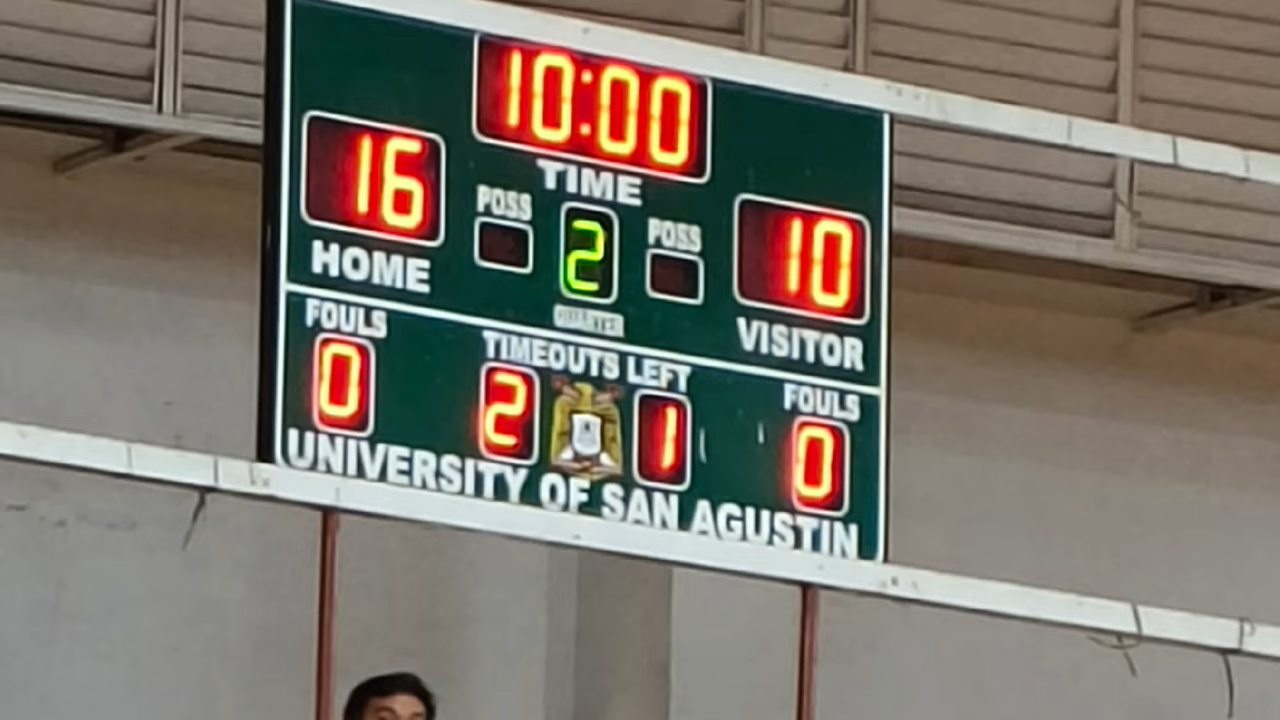 10:00
TIME
16
HOME
POSS
2
POSS
QUARTER
10
VISITOR
FOULS
0
TIMEOUTS LEFT
2
1
FOULS
0
UNIVERSITY OF SAN AGUSTIN